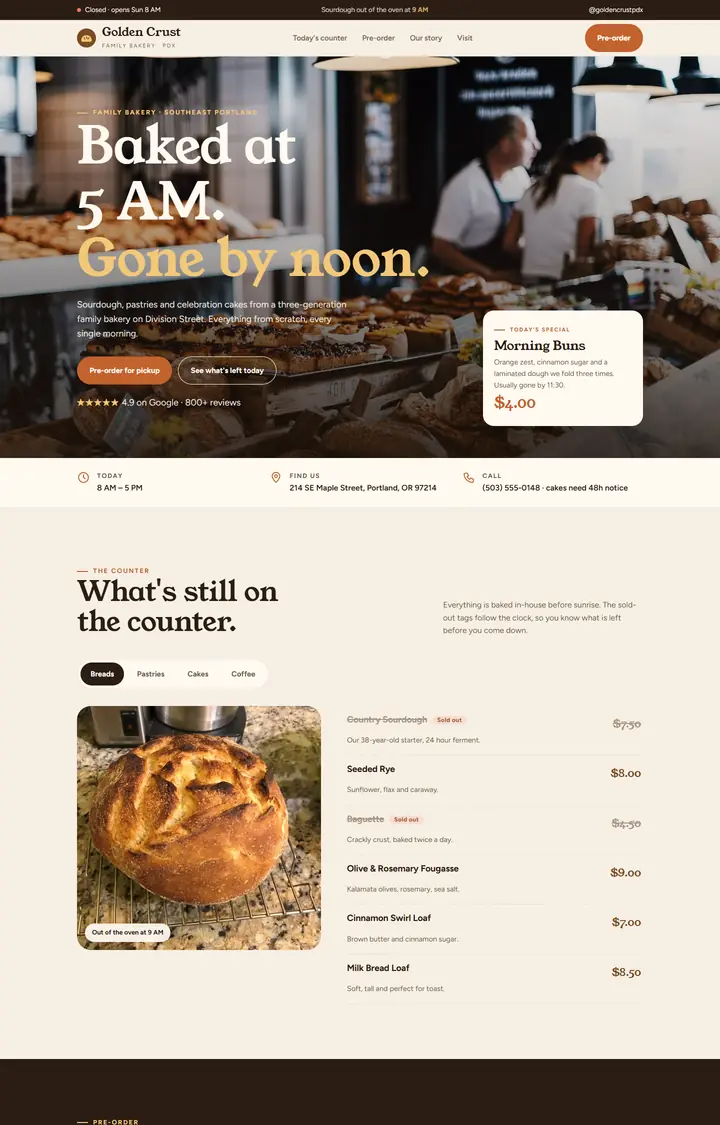 Closed · opens Sun 8 AM
Sourdough out of the oven at 9 AM
@goldencrustpdx
Golden Crust
FAMILY BAKERY · PDX
Today's counter
Pre-order
Our story
Visit
Pre-order
FAMILY BAKERY · SOUTHEAST PORTLAND
Baked at
5 AM.
Gone by noon.
Sourdough, pastries and celebration cakes from a three-generation
family bakery on Division Street. Everything from scratch, every
single morning.
Pre-order for pickup
See what's left today
★★★★★ 4.9 on Google · 800+ reviews
TODAY'S SPECIAL
Morning Buns
Orange zest, cinnamon sugar and a
laminated dough we fold three times.
Usually gone by 11:30.
$4.00
TODAY
8 AM – 5 PM
FIND US
214 SE Maple Street, Portland, OR 97214
CALL
(503) 555-0148 · cakes need 48h notice
THE COUNTER
What's still on
the counter.
Everything is baked in-house before sunrise. The sold-
out tags follow the clock, so you know what is left
before you come down.
Breads
Pastries
Cakes
Coffee
Out of the oven at 9 AM
Country Sourdough Sold out $7.50
Our 38-year-old starter, 24 hour ferment.
Seeded Rye $8.00
Sunflower, flax and caraway.
Baguette Sold out $4.50
Crackly crust, baked twice a day.
Olive & Rosemary Fougasse $9.00
Kalamata olives, rosemary, sea salt.
Cinnamon Swirl Loaf $7.00
Brown butter and cinnamon sugar.
Milk Bread Loaf $8.50
Soft, tall and perfect for toast.
PRE-ORDER